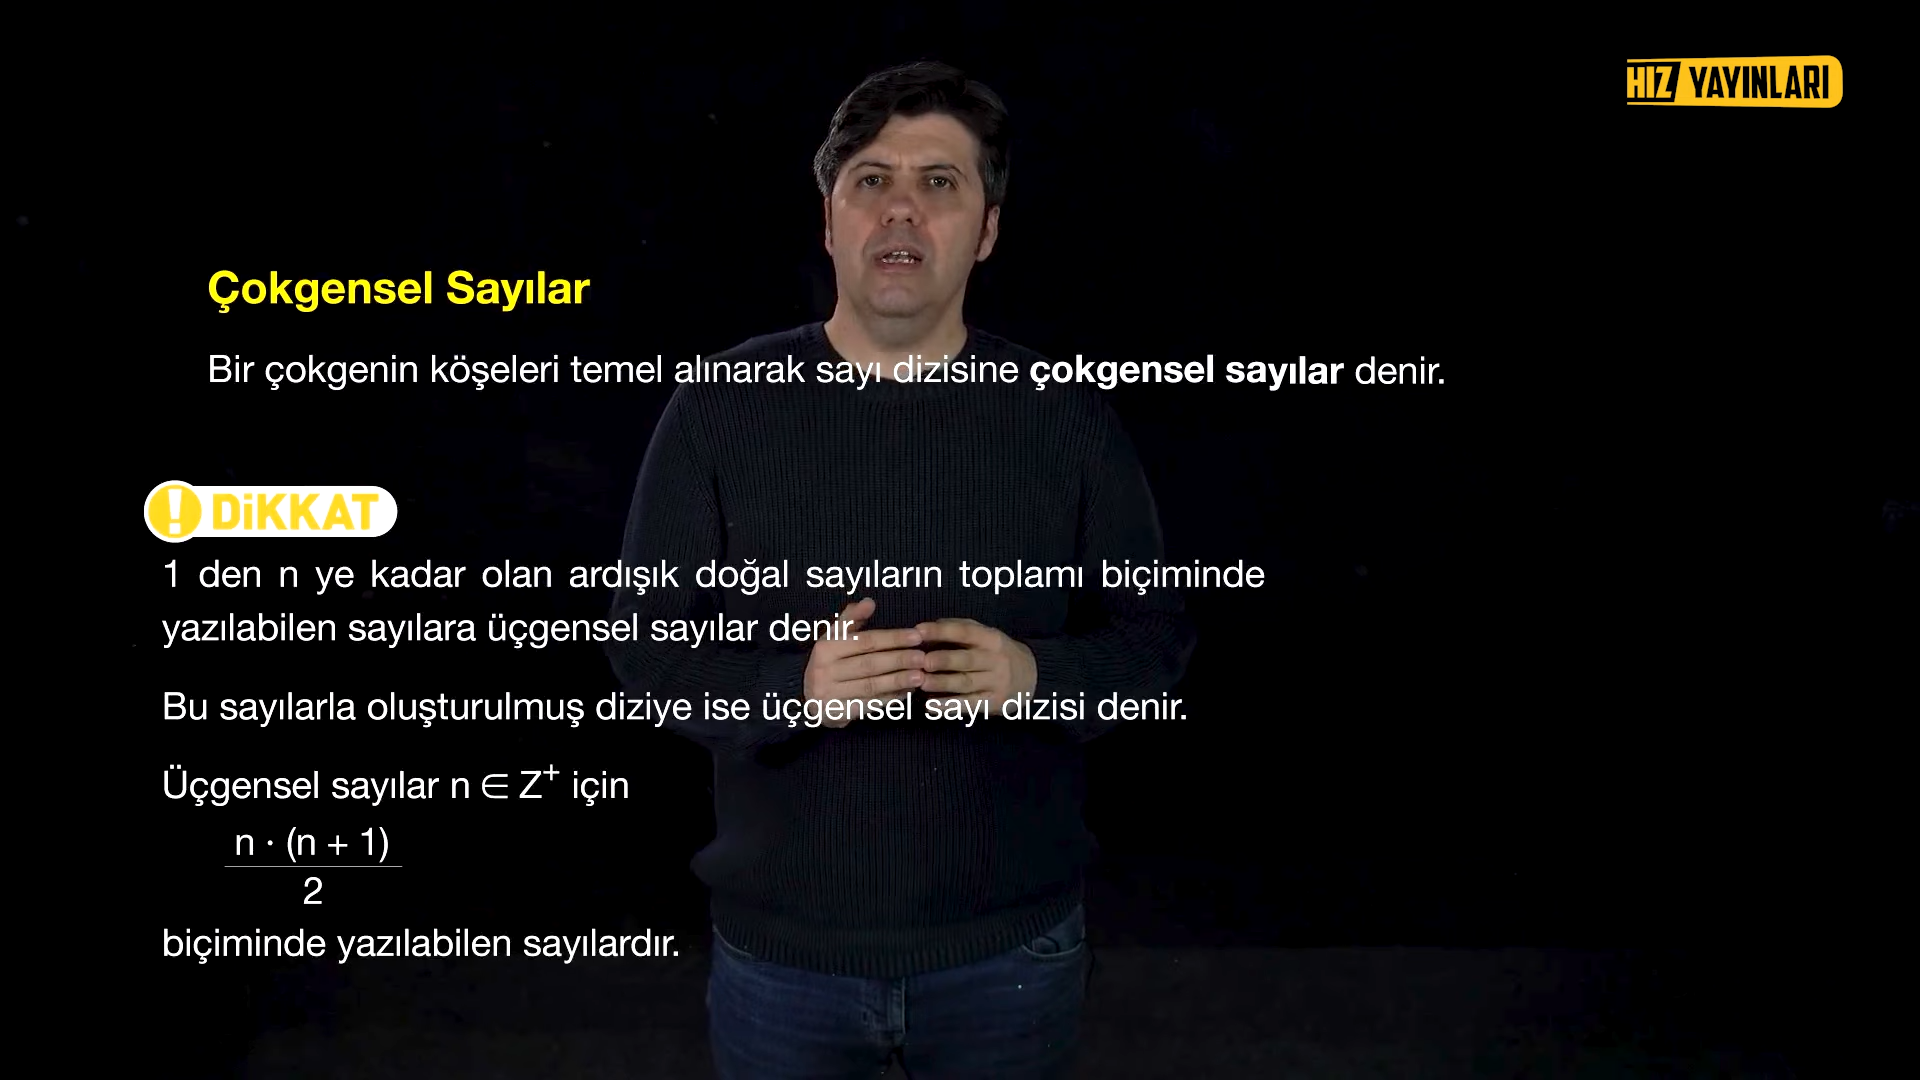 HIZ YAYINLARI
Çokgensel Sayılar
Bir çokgenin köşeleri temel alınarak sayı dizisine çokgensel sayılar denir.
! DİKKAT
1 den n ye kadar olan ardışık doğal sayıların toplamı biçiminde
yazılabilen sayılara üçgensel sayılar denir.
Bu sayılarla oluşturulmuş diziye ise üçgensel sayı dizisi denir.
Üçgensel sayılar n ∈ Z⁺ için
n · (n + 1)
2
biçiminde yazılabilen sayılardır.